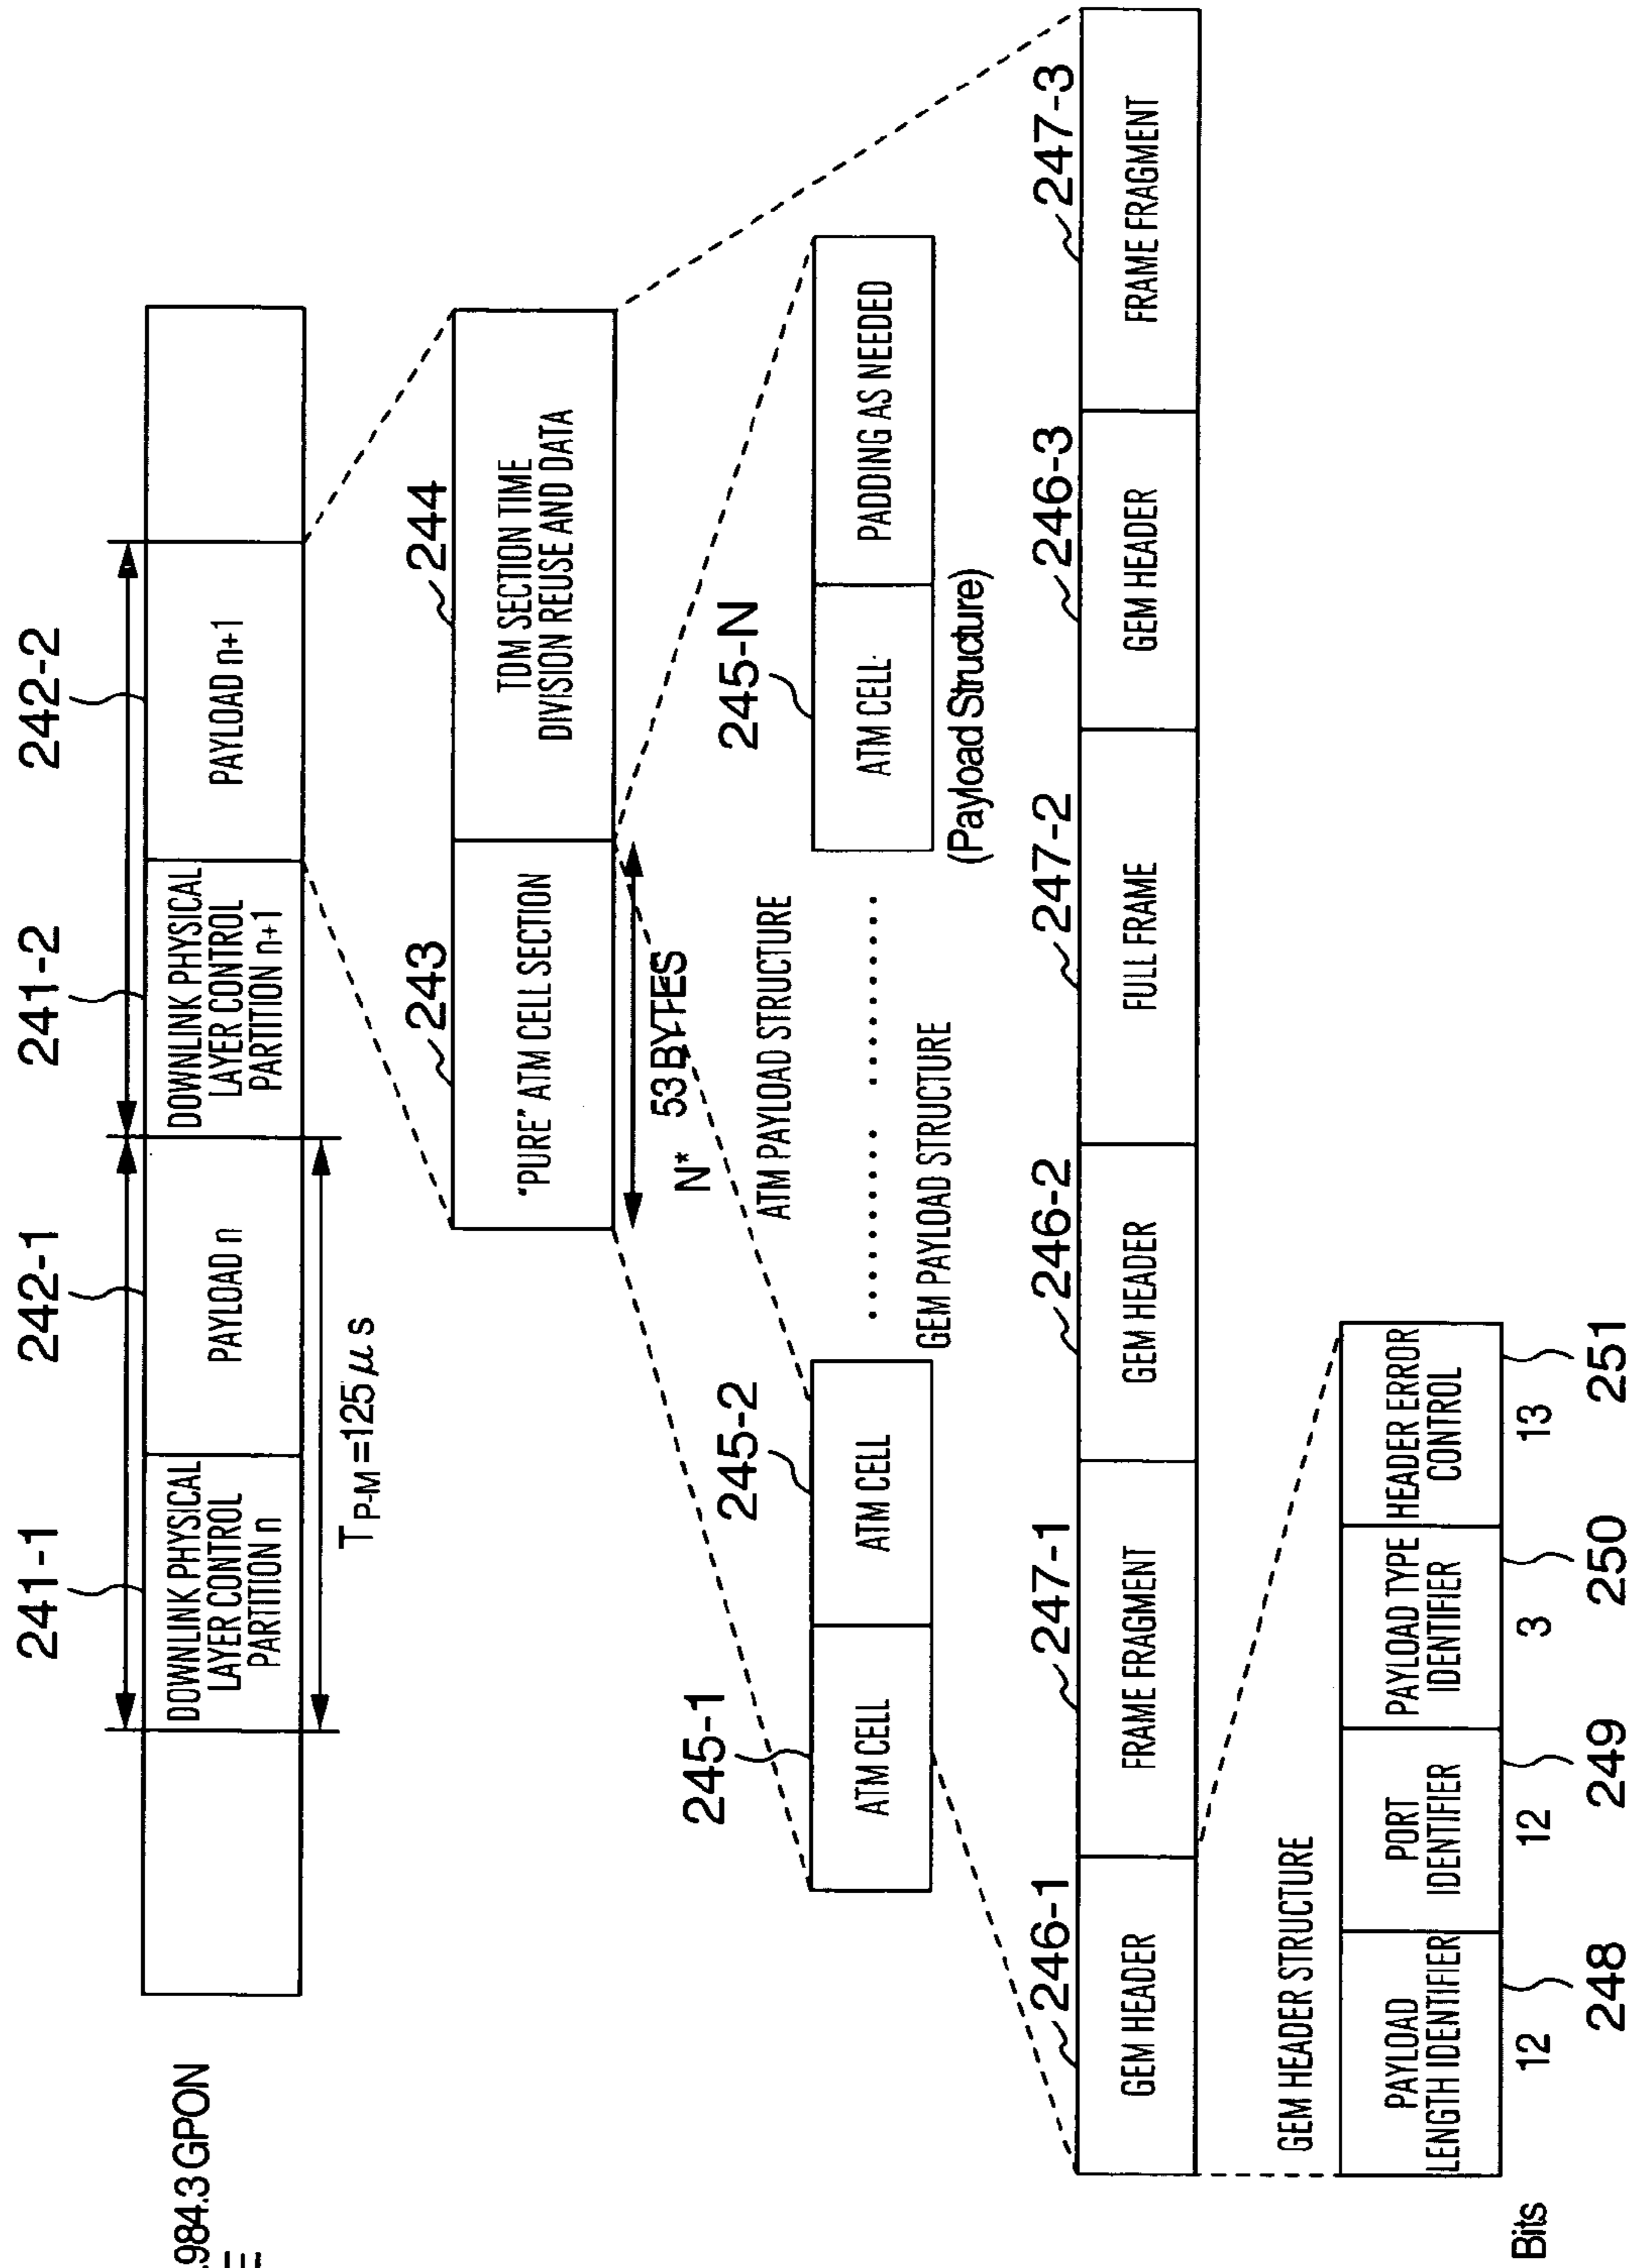 .984.3 GPON
241-1
242-1
241-2
242-2
DOWNLINK PHYSICAL
LAYER CONTROL
PARTITION n
PAYLOAD n
DOWNLINK PHYSICAL
LAYER CONTROL
PARTITION n+1
PAYLOAD n+1
TP-M=125μs
243
244
"PURE" ATM CELL SECTION
TDM SECTION TIME
DIVISION REUSE AND DATA
N* 53 BYTES
245-1
245-2
245-N
ATM CELL
ATM CELL
ATM PAYLOAD STRUCTURE
ATM CELL
PADDING AS NEEDED
(Payload Structure)
GEM PAYLOAD STRUCTURE
246-1
247-1
246-2
247-2
246-3
247-3
GEM HEADER
FRAME FRAGMENT
GEM HEADER
FULL FRAME
GEM HEADER
FRAME FRAGMENT
GEM HEADER STRUCTURE
PAYLOAD
LENGTH IDENTIFIER
PORT
IDENTIFIER
PAYLOAD TYPE
IDENTIFIER
HEADER ERROR
CONTROL
Bits
12
12
3
13
248
249
250
251